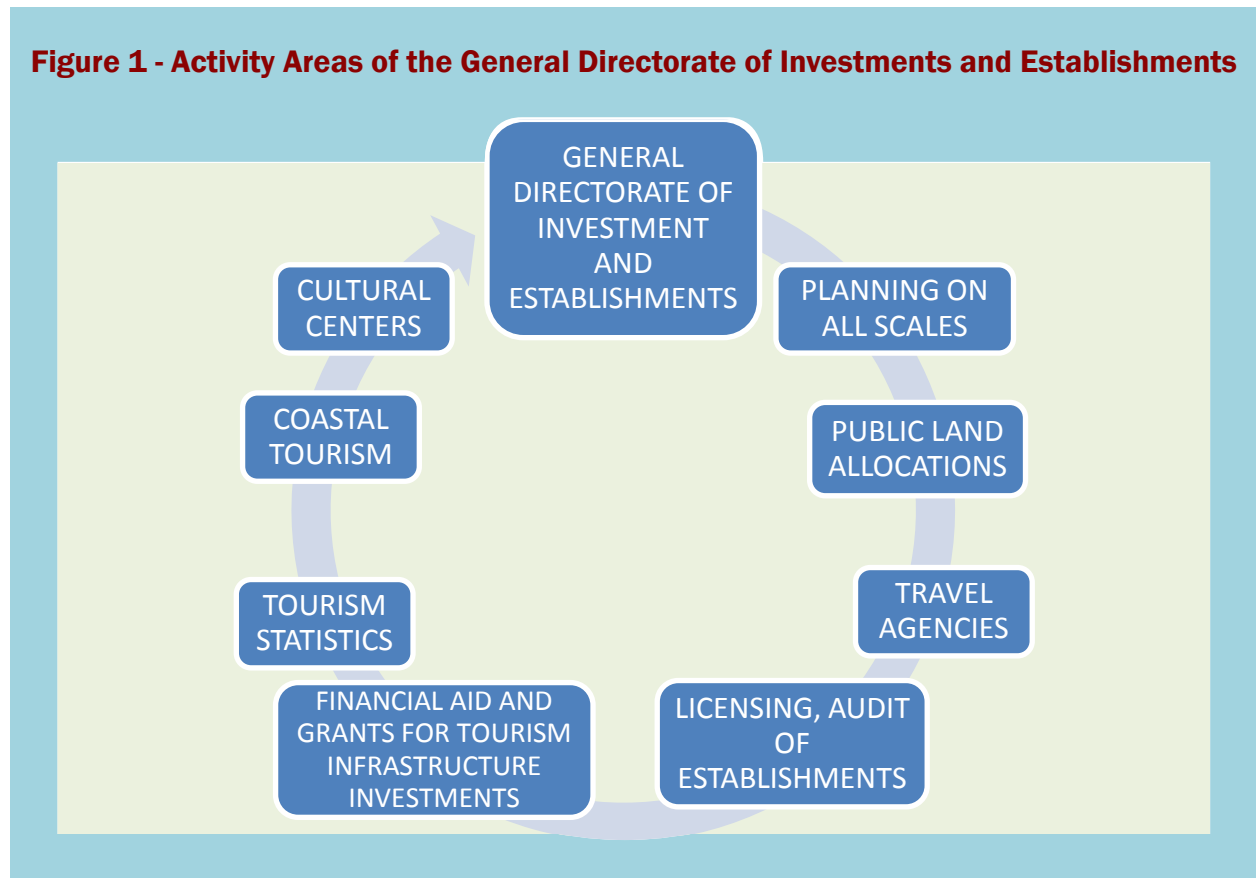 Figure 1 - Activity Areas of the General Directorate of Investments and Establishments
GENERAL
DIRECTORATE OF
INVESTMENT
AND
ESTABLISHMENTS
PLANNING ON
ALL SCALES
PUBLIC LAND
ALLOCATIONS
TRAVEL
AGENCIES
LICENSING, AUDIT
OF
ESTABLISHMENTS
FINANCIAL AID AND
GRANTS FOR TOURISM
INFRASTRUCTURE
INVESTMENTS
TOURISM
STATISTICS
COASTAL
TOURISM
CULTURAL
CENTERS